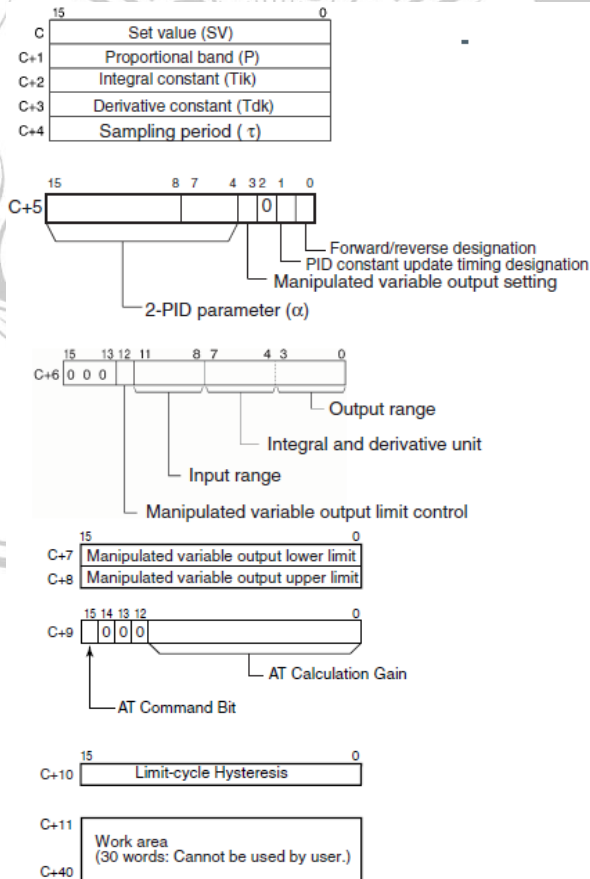 15 0
C Set value (SV)
C+1 Proportional band (P)
C+2 Integral constant (Tik)
C+3 Derivative constant (Tdk)
C+4 Sampling period ( τ)
15 8 7 4 3 2 1 0
C+5 0
Forward/reverse designation
PID constant update timing designation
Manipulated variable output setting
2-PID parameter (α)
15 13 12 11 8 7 4 3 0
C+6 0 0 0
Output range
Integral and derivative unit
Input range
Manipulated variable output limit control
15 0
C+7 Manipulated variable output lower limit
C+8 Manipulated variable output upper limit
15 14 13 12 0
C+9 0 0 0
AT Calculation Gain
AT Command Bit
15 0
C+10 Limit-cycle Hysteresis
C+11
Work area
(30 words: Cannot be used by user.)
C+40